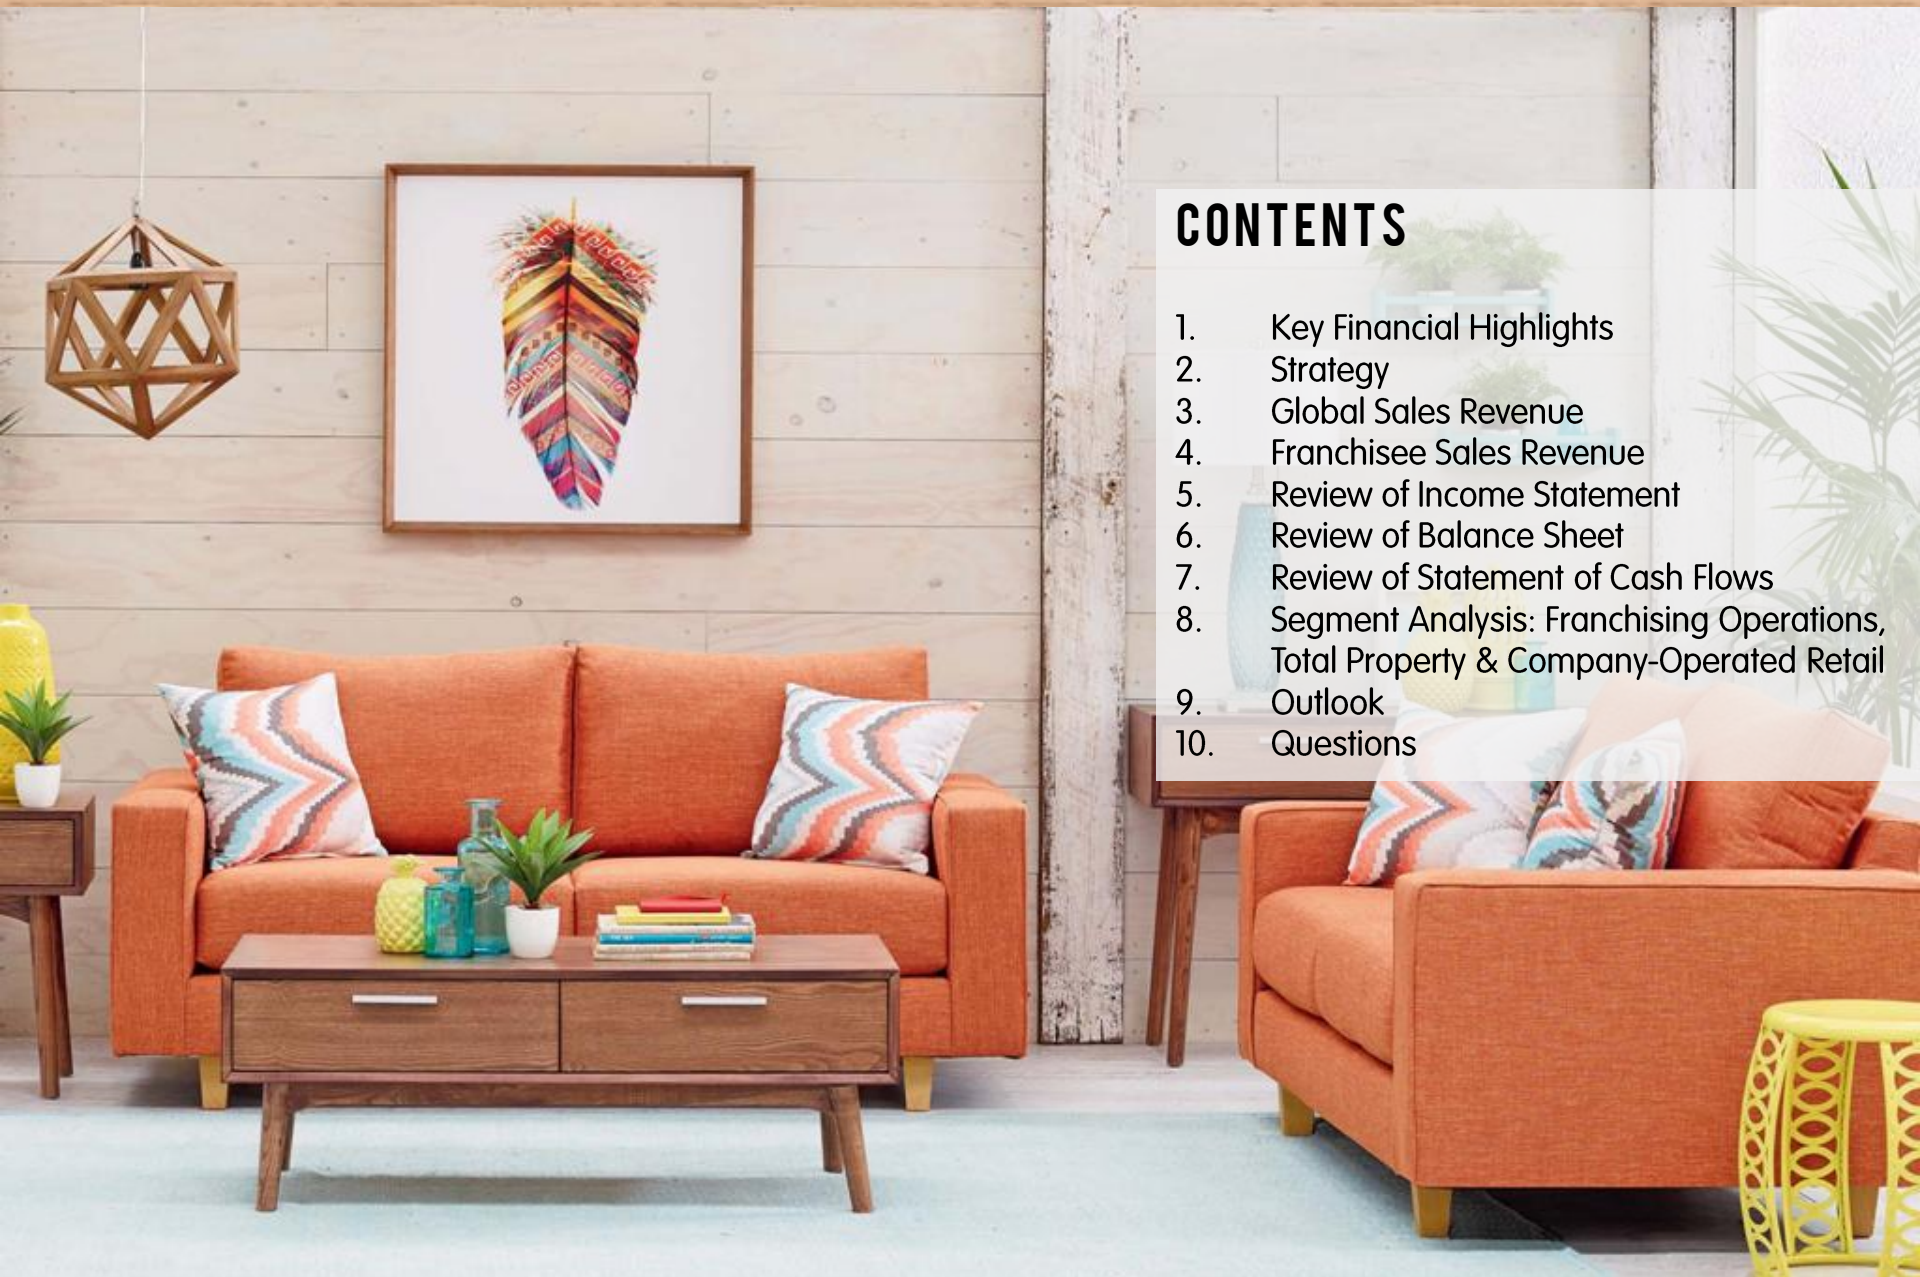 CONTENTS
1. Key Financial Highlights
2. Strategy
3. Global Sales Revenue
4. Franchisee Sales Revenue
5. Review of Income Statement
6. Review of Balance Sheet
7. Review of Statement of Cash Flows
8. Segment Analysis: Franchising Operations,
Total Property & Company-Operated Retail
9. Outlook
10. Questions